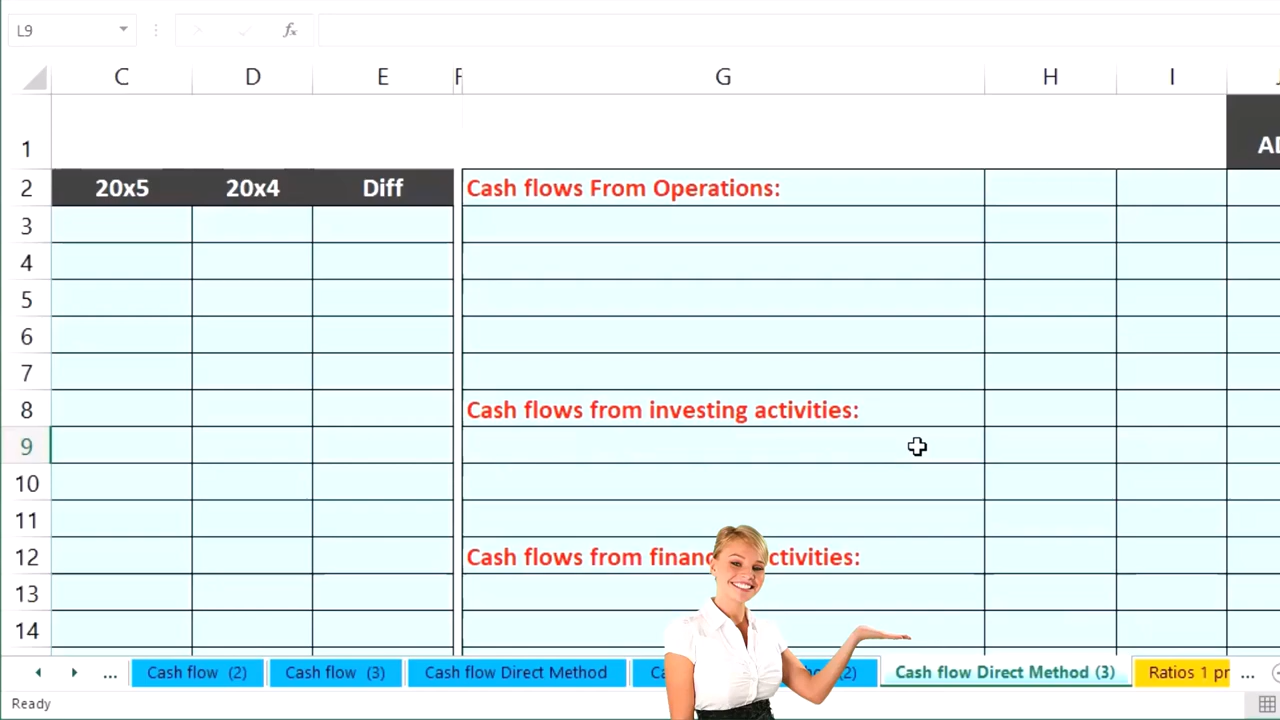 L9
fx
C D E F G H I
1
2 20x5 20x4 Diff Cash flows From Operations:
3
4
5
6
7
8 Cash flows from investing activities:
9
10
11
12 Cash flows from financ ctivities:
13
14
... Cash flow (2) Cash flow (3) Cash flow Direct Method (2) Cash flow Direct Method (3) Ratios 1 pr ...
Ready